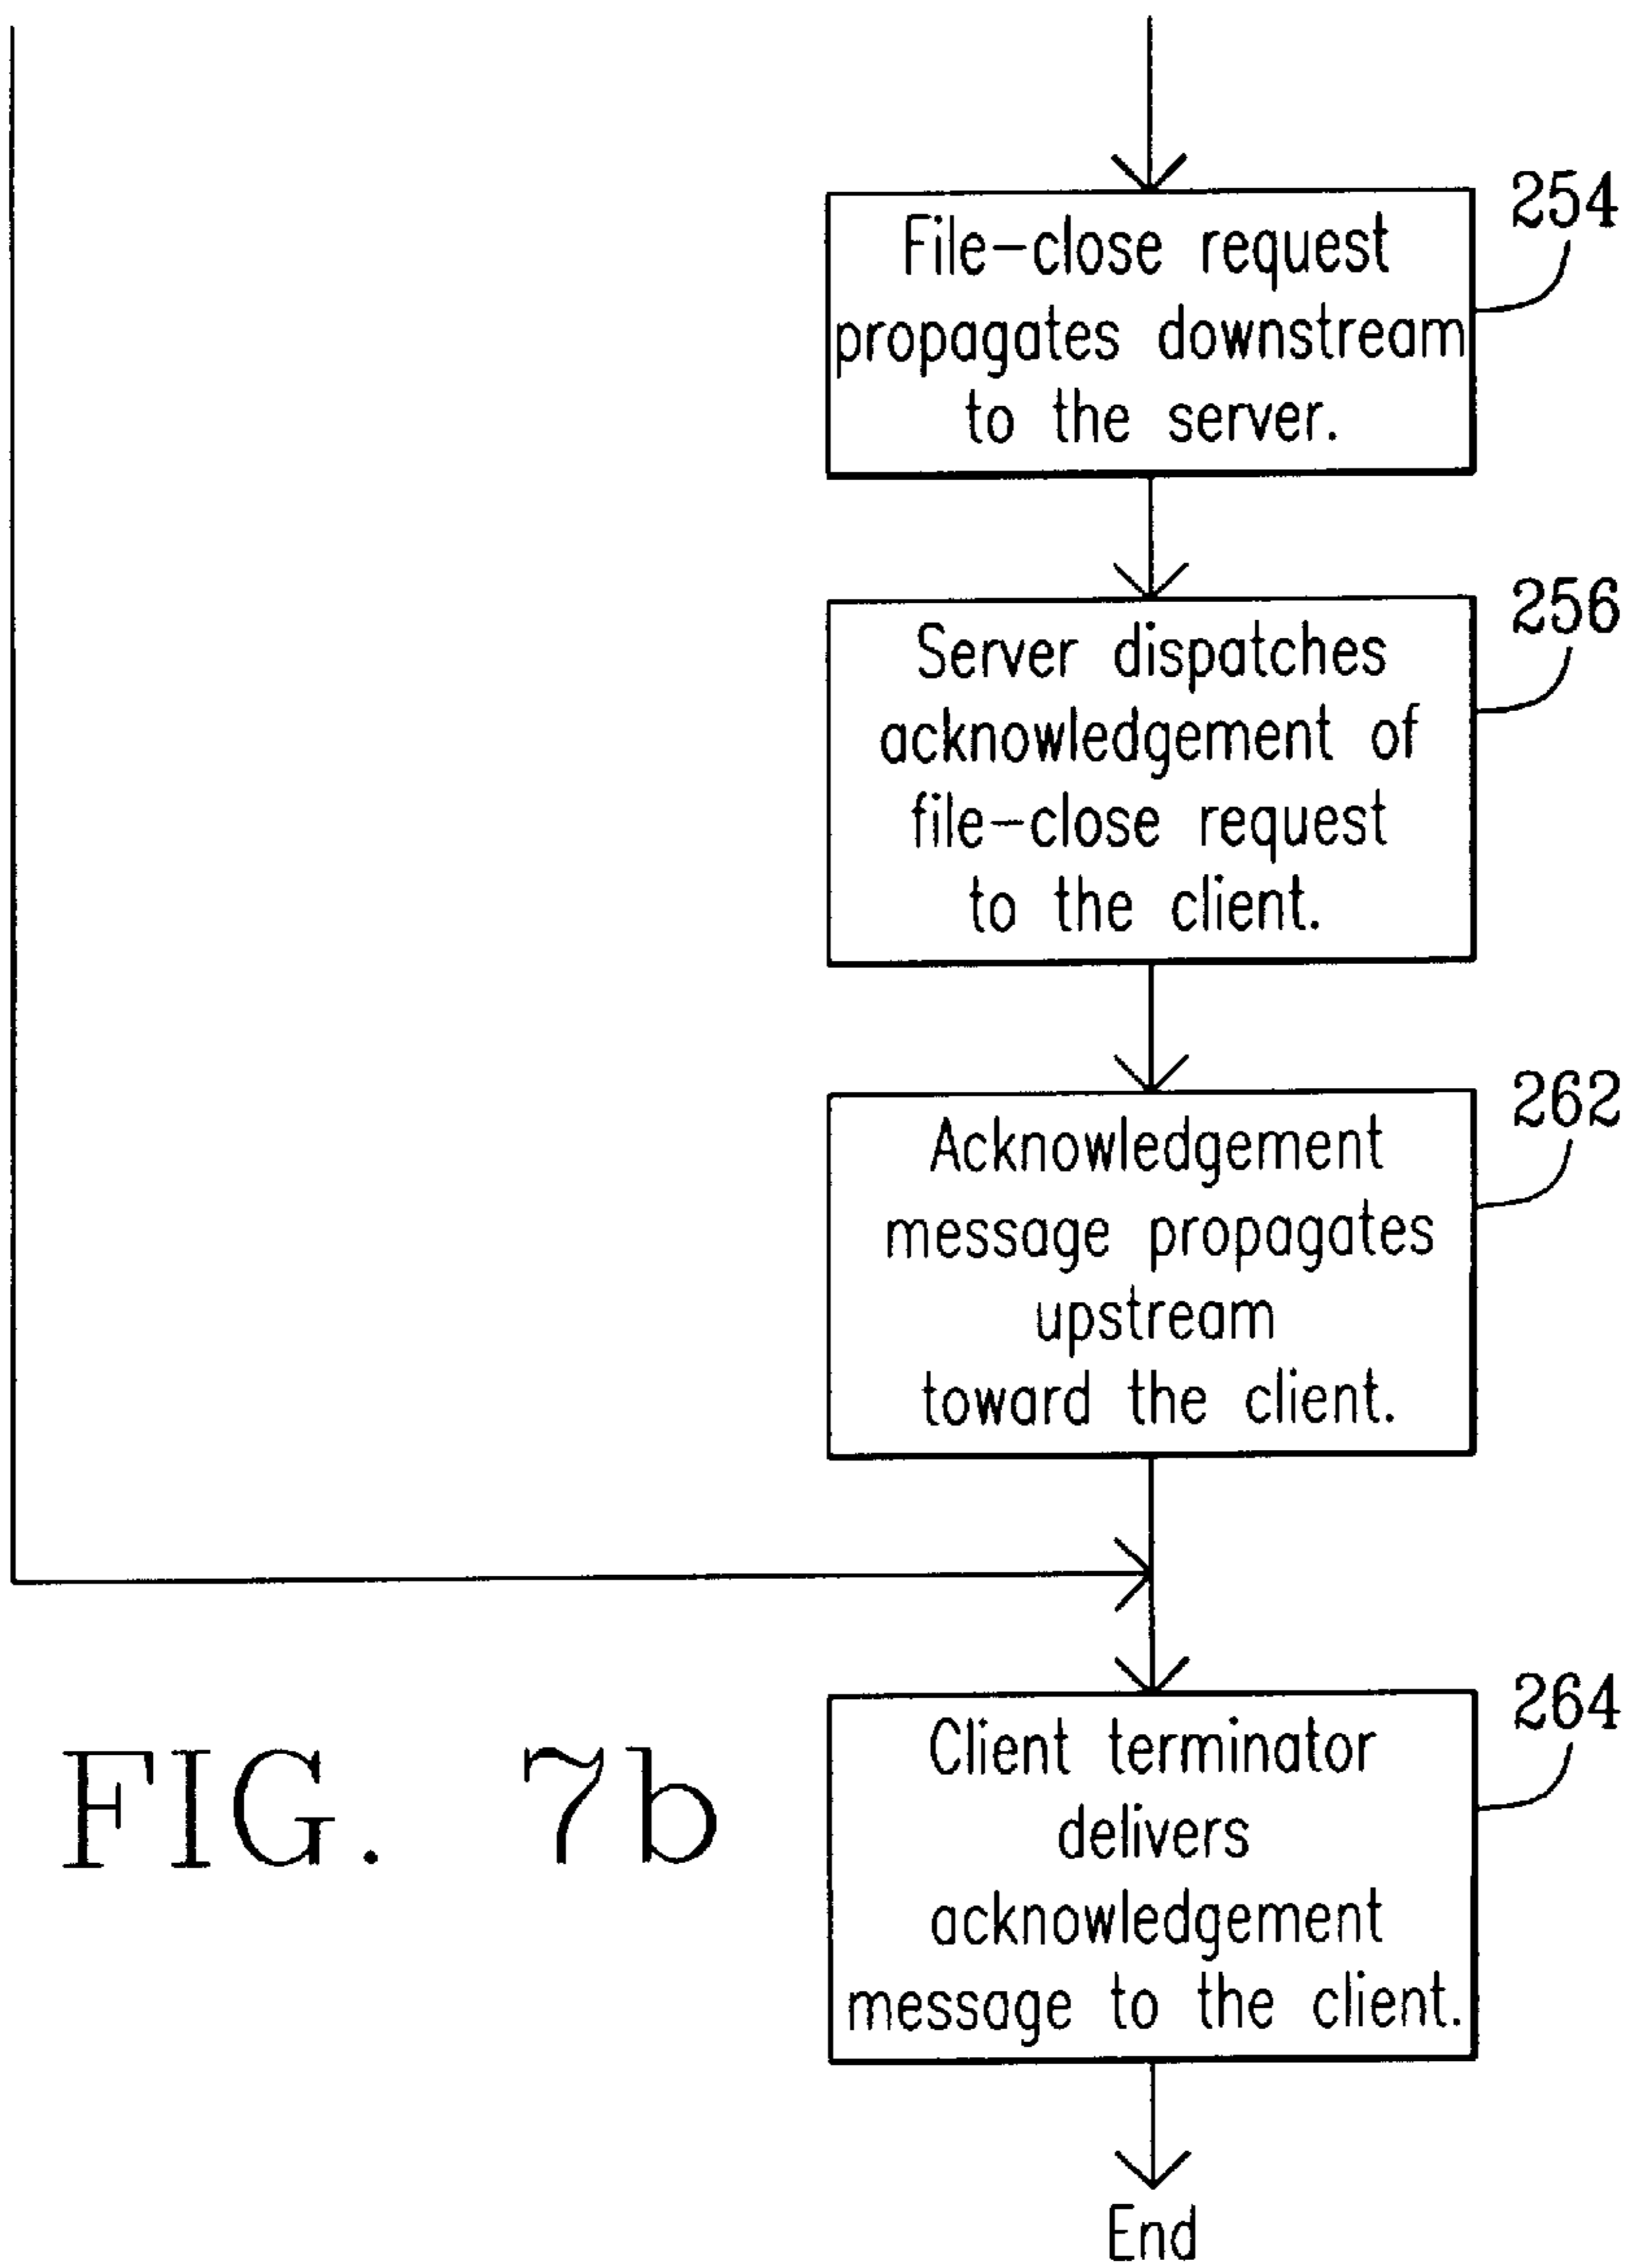 254
File-close request
propagates downstream
to the server.
256
Server dispatches
acknowledgement of
file-close request
to the client.
262
Acknowledgement
message propagates
upstream
toward the client.
264
Client terminator
delivers
acknowledgement
message to the client.
FIG. 7b
End